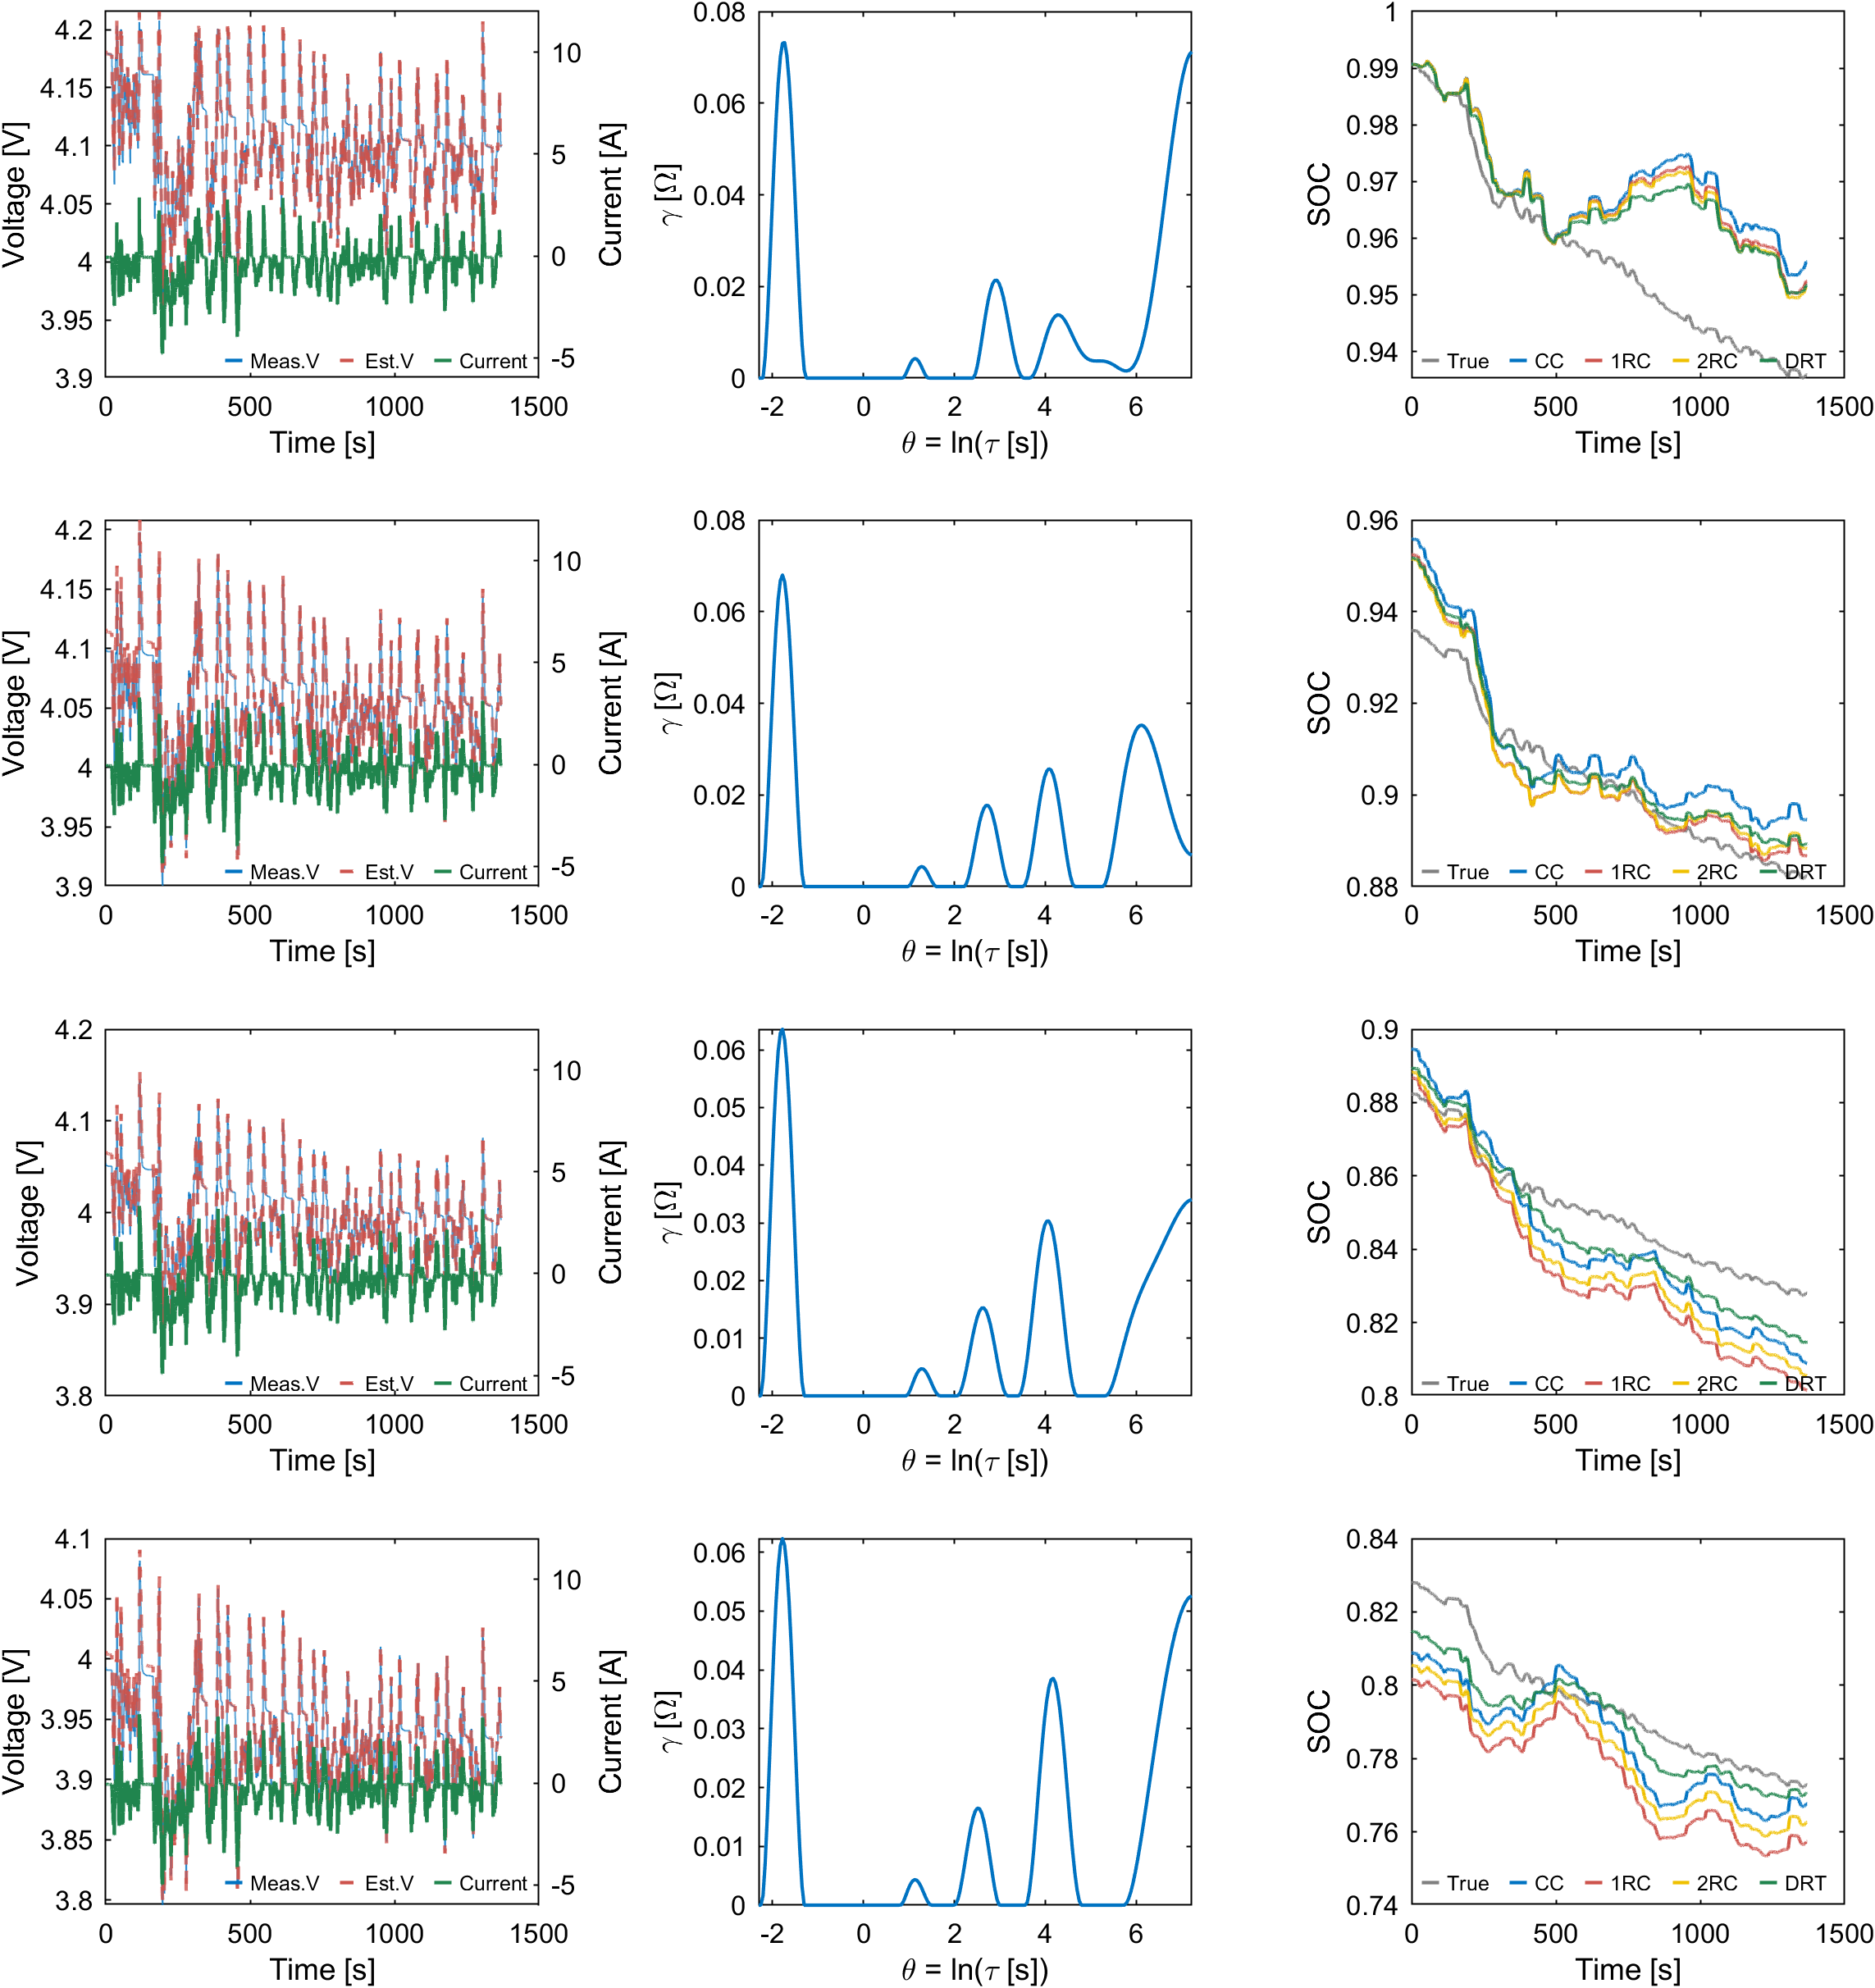 4.2
4.15
4.1
4.05
4
3.95
3.9
Voltage [V]
10
5
0
-5
Current [A]
Meas.V Est.V Current
0 500 1000 1500
Time [s]
0.08
0.06
0.04
0.02
0
γ [Ω]
-2 0 2 4 6
θ = ln(τ [s])
1
0.99
0.98
0.97
0.96
0.95
0.94
SOC
True CC 1RC 2RC DRT
0 500 1000 1500
Time [s]
4.2
4.15
4.1
4.05
4
3.95
3.9
Voltage [V]
10
5
0
-5
Current [A]
Meas.V Est.V Current
0 500 1000 1500
Time [s]
0.08
0.06
0.04
0.02
0
γ [Ω]
-2 0 2 4 6
θ = ln(τ [s])
0.96
0.94
0.92
0.9
0.88
SOC
True CC 1RC 2RC DRT
0 500 1000 1500
Time [s]
4.2
4.1
4
3.9
3.8
Voltage [V]
10
5
0
-5
Current [A]
Meas.V Est.V Current
0 500 1000 1500
Time [s]
0.06
0.05
0.04
0.03
0.02
0.01
0
γ [Ω]
-2 0 2 4 6
θ = ln(τ [s])
0.9
0.88
0.86
0.84
0.82
0.8
SOC
True CC 1RC 2RC DRT
0 500 1000 1500
Time [s]
4.1
4.05
4
3.95
3.9
3.85
3.8
Voltage [V]
10
5
0
-5
Current [A]
Meas.V Est.V Current
0 500 1000 1500
Time [s]
0.06
0.05
0.04
0.03
0.02
0.01
0
γ [Ω]
-2 0 2 4 6
θ = ln(τ [s])
0.84
0.82
0.8
0.78
0.76
0.74
SOC
True CC 1RC 2RC DRT
0 500 1000 1500
Time [s]